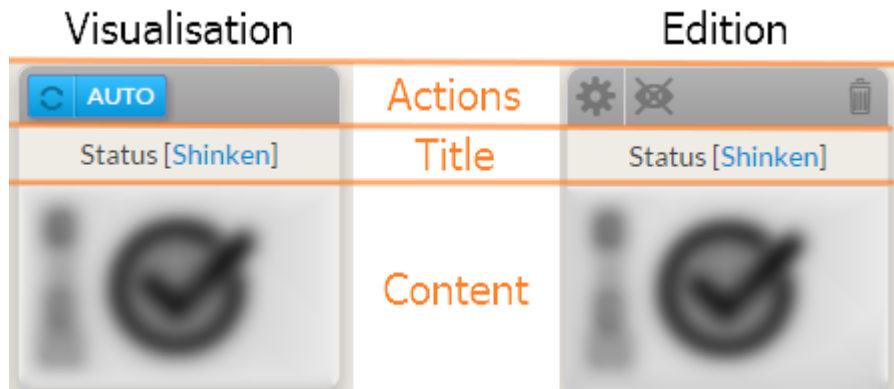 Visualisation Edition
AUTO Actions
Status [Shinken] Title Status [Shinken]
Content